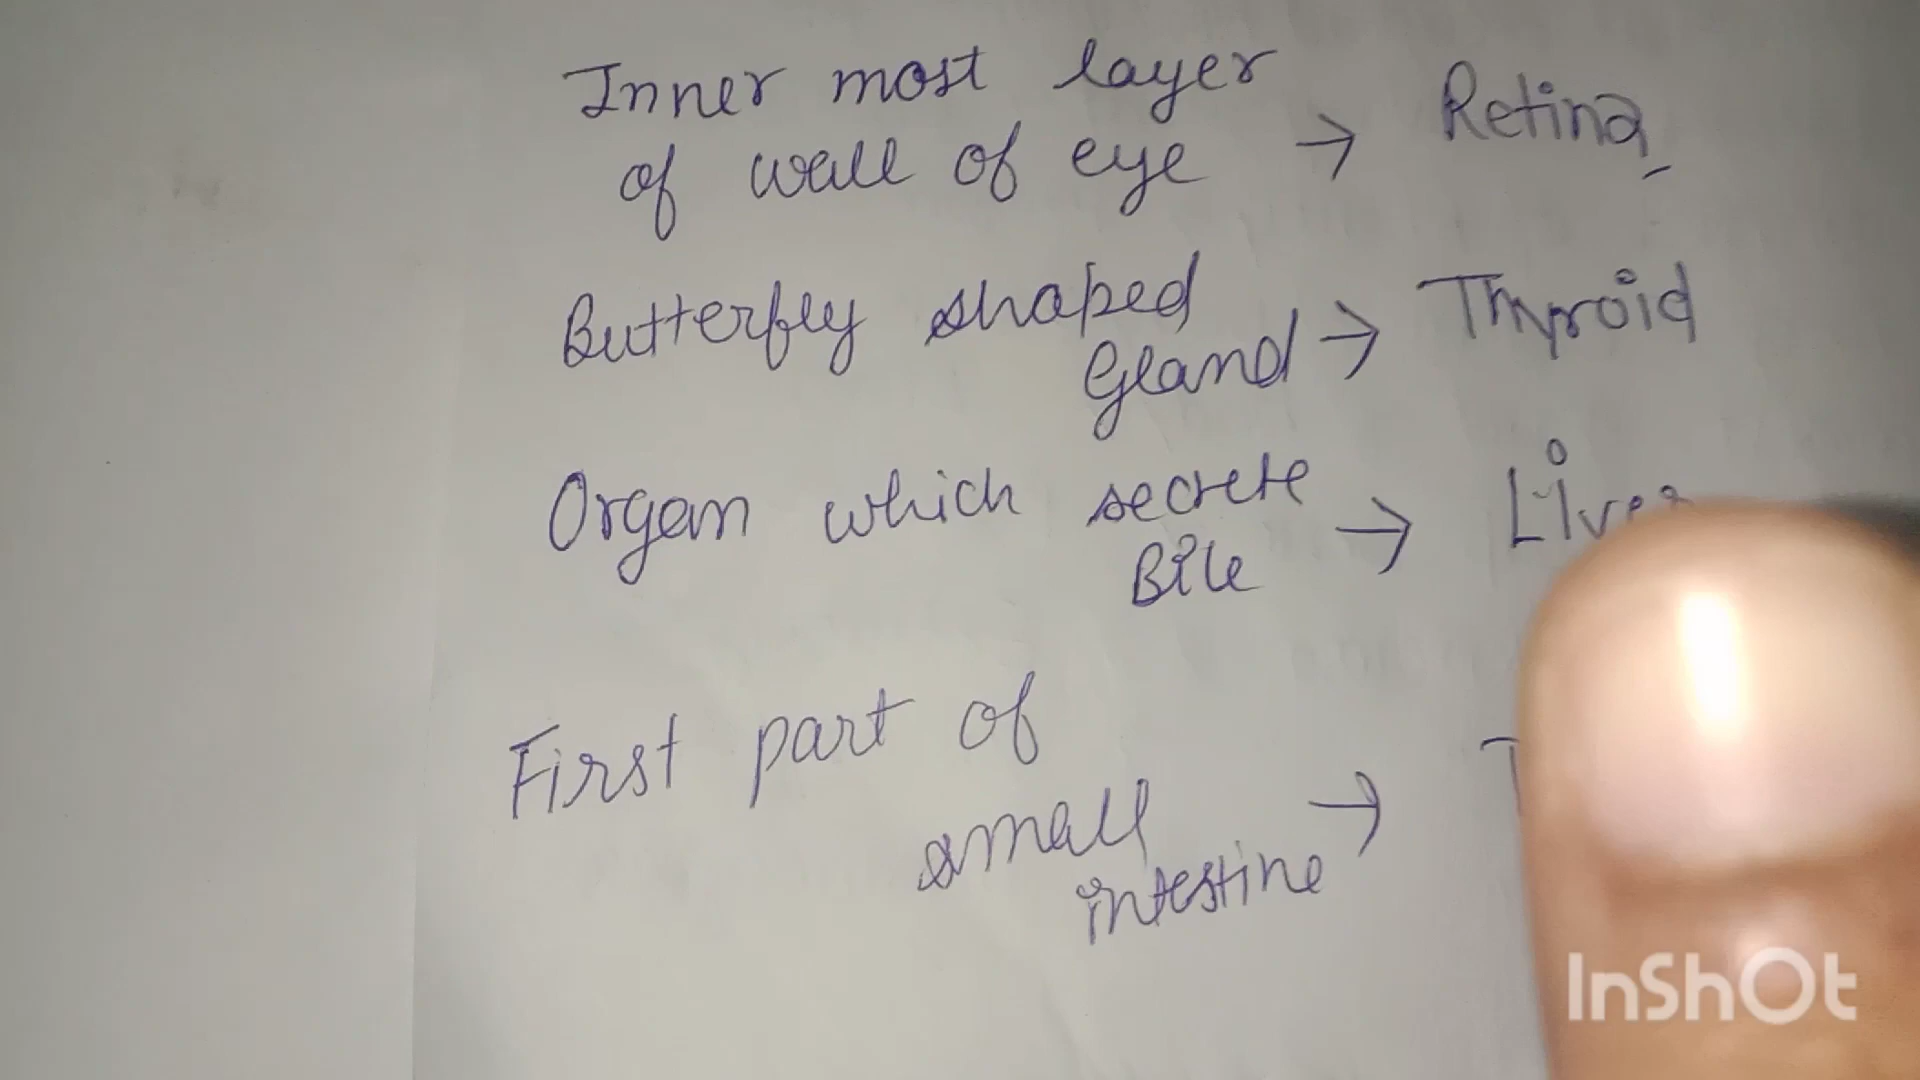 Inner most layer
of wall of eye → Retina
Butterfly shaped
Gland → Thyroid
Organ which secrete
Bile → Liver
First part of
small
intestine →
InShOt